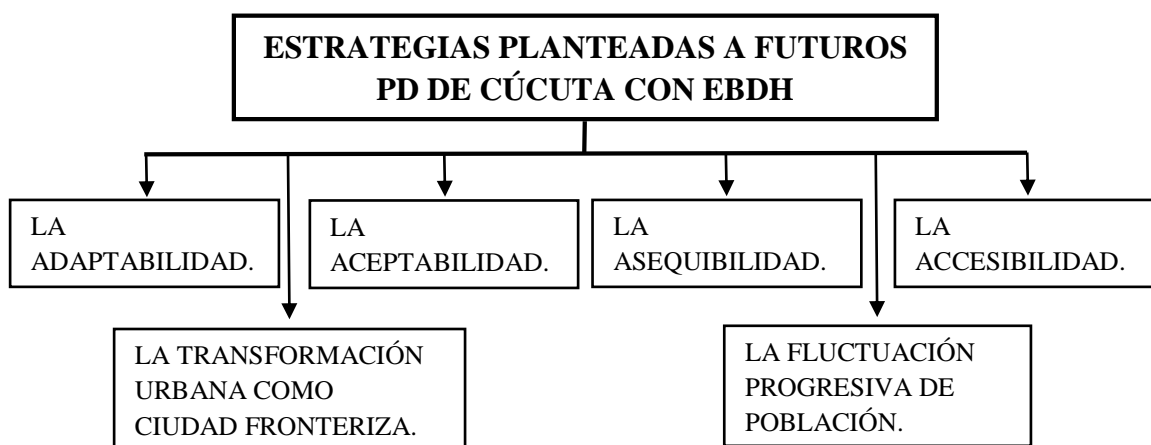 ESTRATEGIAS PLANTEADAS A FUTUROS
PD DE CÚCUTA CON EBDH
LA
ADAPTABILIDAD.
LA
ACEPTABILIDAD.
LA
ASEQUIBILIDAD.
LA
ACCESIBILIDAD.
LA TRANSFORMACIÓN
URBANA COMO
CIUDAD FRONTERIZA.
LA FLUCTUACIÓN
PROGRESIVA DE
POBLACIÓN.